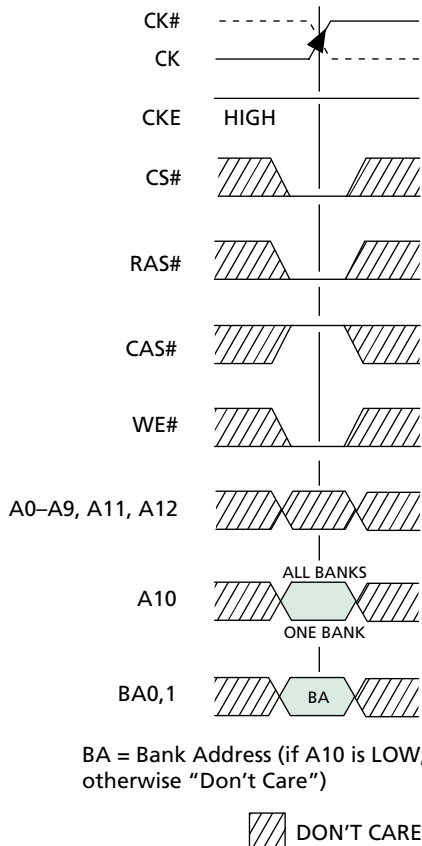 CK#
CK
CKE HIGH
CS#
RAS#
CAS#
WE#
A0–A9, A11, A12
ALL BANKS
A10
ONE BANK
BA0,1 BA
BA = Bank Address (if A10 is LOW,
otherwise “Don’t Care”)
DON’T CARE